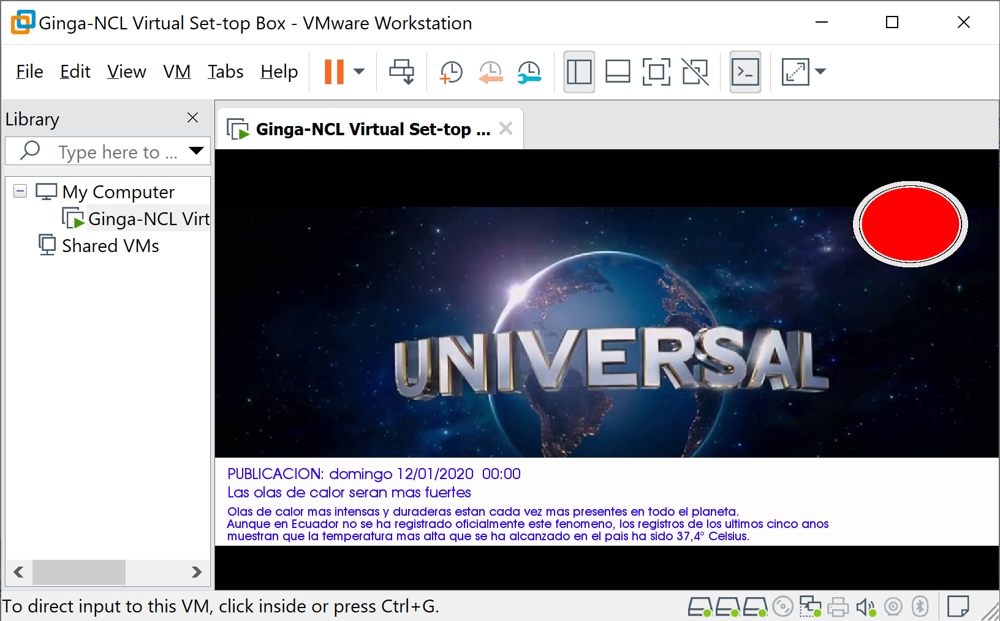 Ginga-NCL Virtual Set-top Box - VMware Workstation
File Edit View VM Tabs Help
Library
Type here to ...
My Computer
Ginga-NCL Virt
Shared VMs
Ginga-NCL Virtual Set-top ...
UNIVERSAL
PUBLICACION: domingo 12/01/2020 00:00
Las olas de calor seran mas fuertes
Olas de calor mas intensas y duraderas estan cada vez mas presentes en todo el planeta.
Aunque en Ecuador no se ha registrado oficialmente este fenomeno, los registros de los ultimos cinco anos
muestran que la temperatura mas alta que se ha alcanzado en el pais ha sido 37,4° Celsius.
To direct input to this VM, click inside or press Ctrl+G.